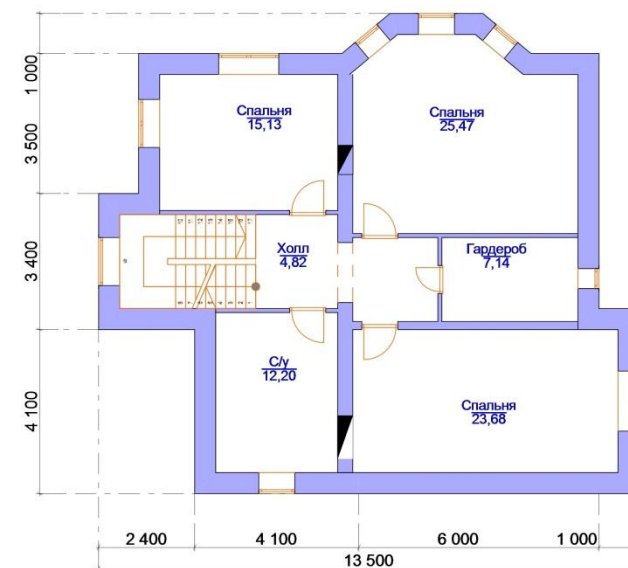 Спальня
15,13
Спальня
25,47
Холл
4,82
Гардероб
7,14
С/у
12,20
Спальня
23,68
1 000
3 500
3 400
4 100
2 400
4 100
6 000
1 000
13 500